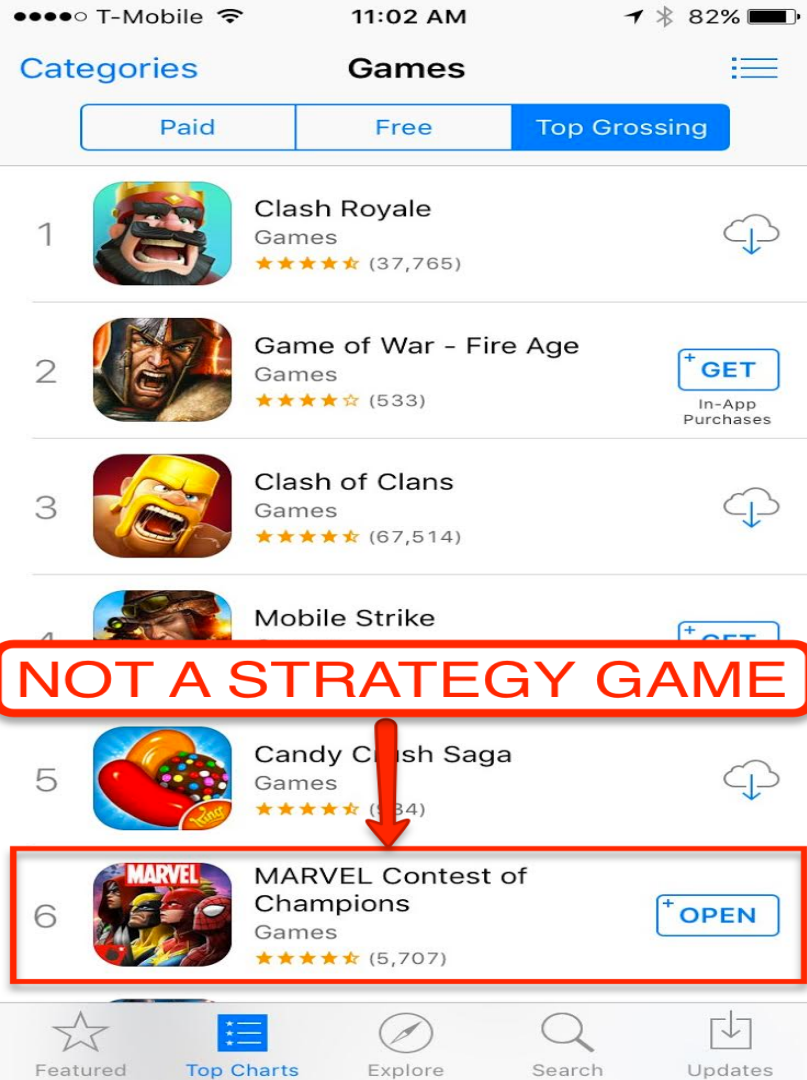 T-Mobile 11:02 AM 82%
Categories Games
Paid Free Top Grossing
1 Clash Royale
Games
(37,765)
2 Game of War - Fire Age
Games
(533)
+ GET
In-App
Purchases
3 Clash of Clans
Games
(67,514)
Mobile Strike
+ GET
NOT A STRATEGY GAME
5 Candy Crush Saga
Games
King
MARVEL
6 MARVEL Contest of
Champions
Games
(5,707)
+ OPEN
Featured Top Charts Explore Search Updates